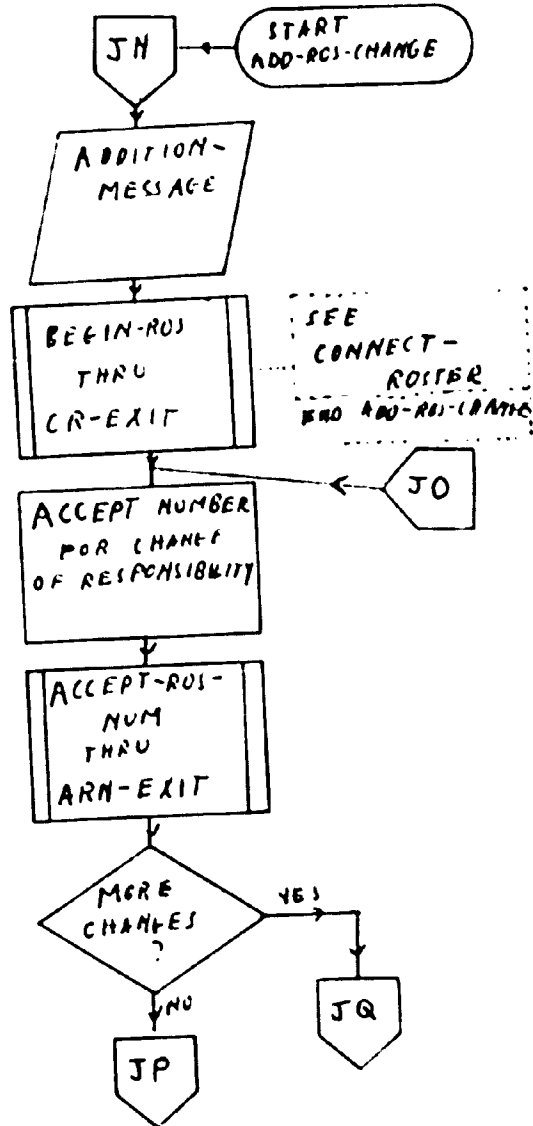 JN
START
ADD-ROS-CHANGE
ADDITION-
MESSAGE
BEGIN-ROS
THRU
CR-EXIT
SEE
CONNECT-
ROSTER
END ADD-ROS-CHANGE
JO
ACCEPT NUMBER
FOR CHANGE
OF RESPONSIBILITY
ACCEPT-ROS-
NUM
THRU
ARN-EXIT
MORE
CHANGES
?
YES
NO
JQ
JP